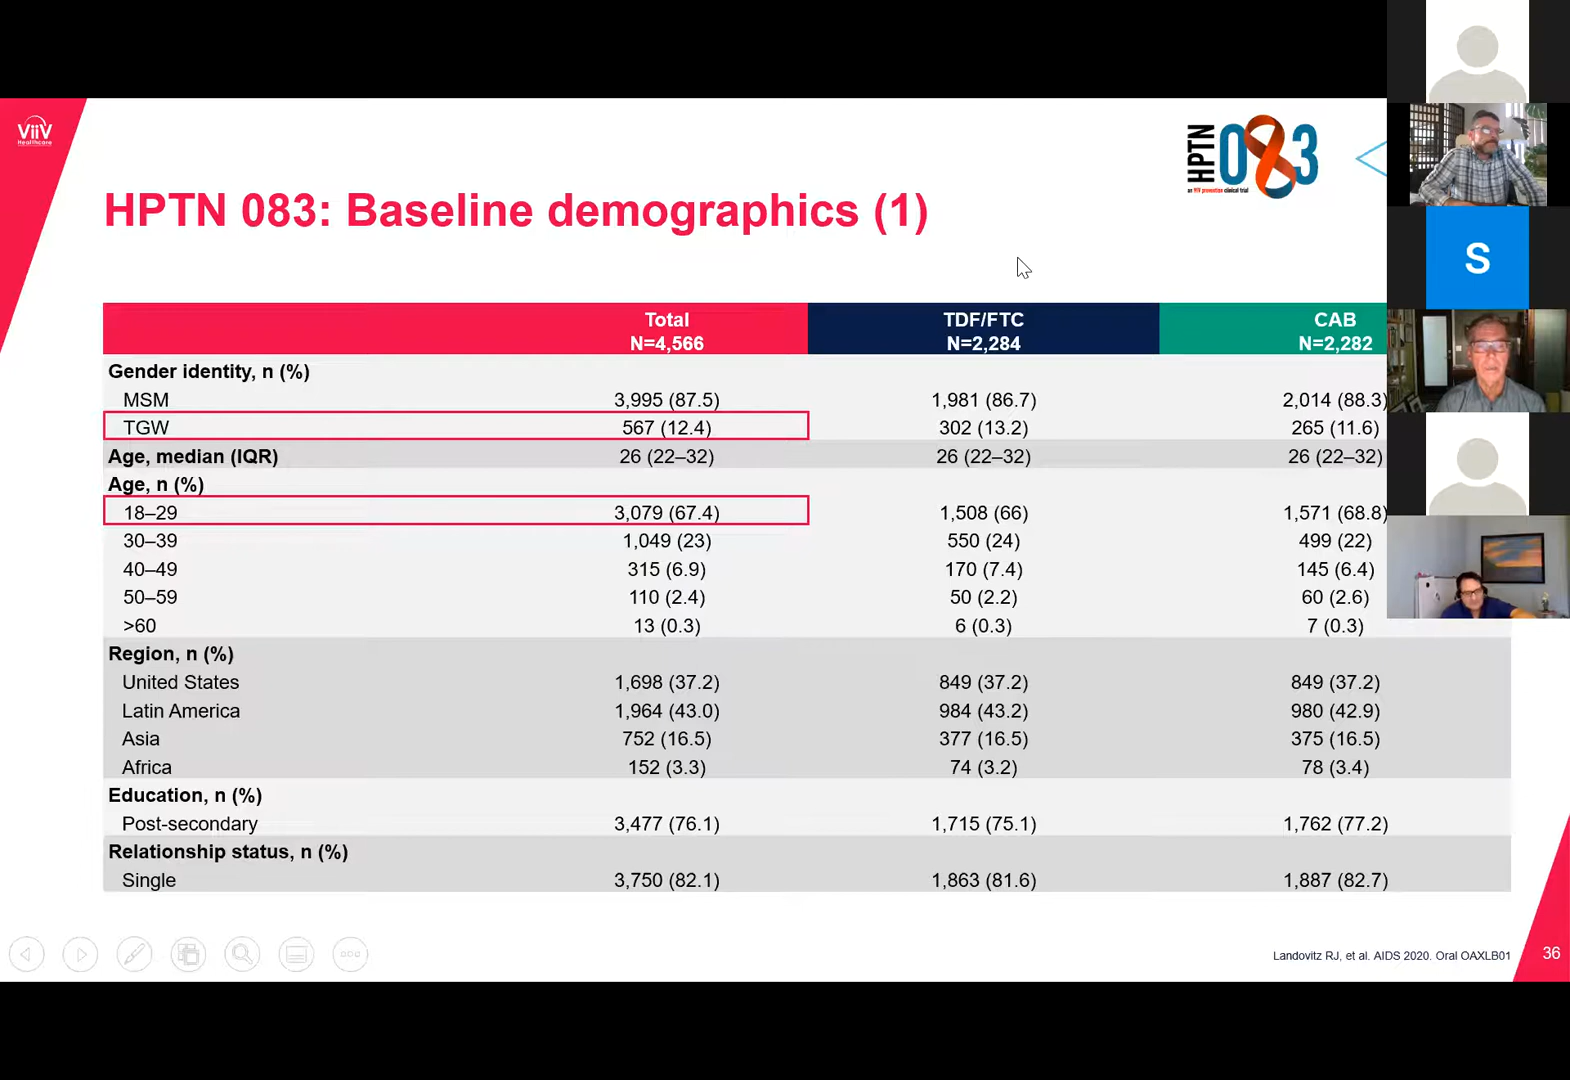 ViiV
Healthcare
HPTN 083
an HIV prevention clinical trial
HPTN 083: Baseline demographics (1)
S
Total TDF/FTC CAB
N=4,566 N=2,284 N=2,282
Gender identity, n (%)
MSM 3,995 (87.5) 1,981 (86.7) 2,014 (88.3)
TGW 567 (12.4) 302 (13.2) 265 (11.6)
Age, median (IQR) 26 (22–32) 26 (22–32) 26 (22–32)
Age, n (%)
18–29 3,079 (67.4) 1,508 (66) 1,571 (68.8)
30–39 1,049 (23) 550 (24) 499 (22)
40–49 315 (6.9) 170 (7.4) 145 (6.4)
50–59 110 (2.4) 50 (2.2) 60 (2.6)
>60 13 (0.3) 6 (0.3) 7 (0.3)
Region, n (%)
United States 1,698 (37.2) 849 (37.2) 849 (37.2)
Latin America 1,964 (43.0) 984 (43.2) 980 (42.9)
Asia 752 (16.5) 377 (16.5) 375 (16.5)
Africa 152 (3.3) 74 (3.2) 78 (3.4)
Education, n (%)
Post-secondary 3,477 (76.1) 1,715 (75.1) 1,762 (77.2)
Relationship status, n (%)
Single 3,750 (82.1) 1,863 (81.6) 1,887 (82.7)
Landovitz RJ, et al. AIDS 2020. Oral OAXLB01
36